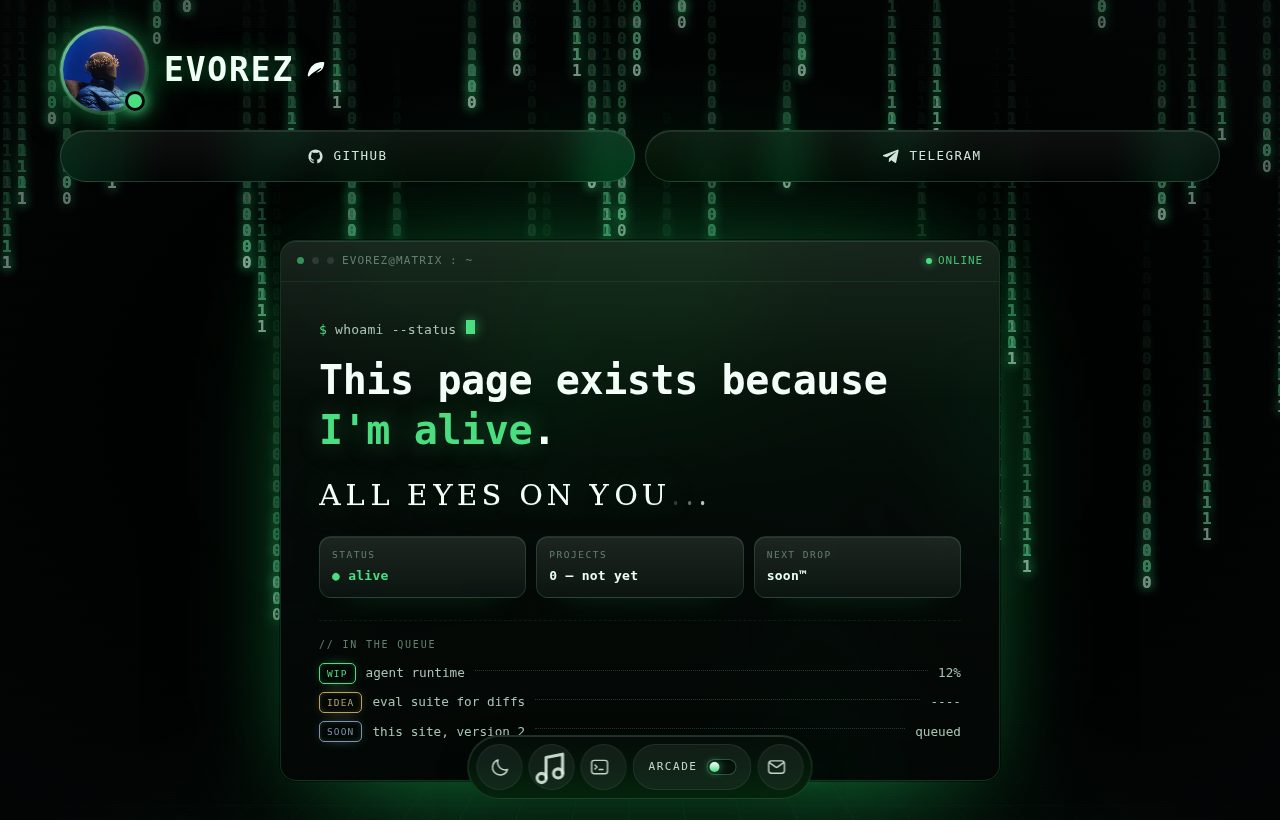 EVOREZ
GITHUB
TELEGRAM
EVOREZ@MATRIX : ~
ONLINE
$ whoami --status
This page exists because
I'm alive.
ALL EYES ON YOU...
STATUS
● alive
PROJECTS
0 — not yet
NEXT DROP
soon™
// IN THE QUEUE
WIP agent runtime 12%
IDEA eval suite for diffs ----
SOON this site, version 2 queued
ARCADE